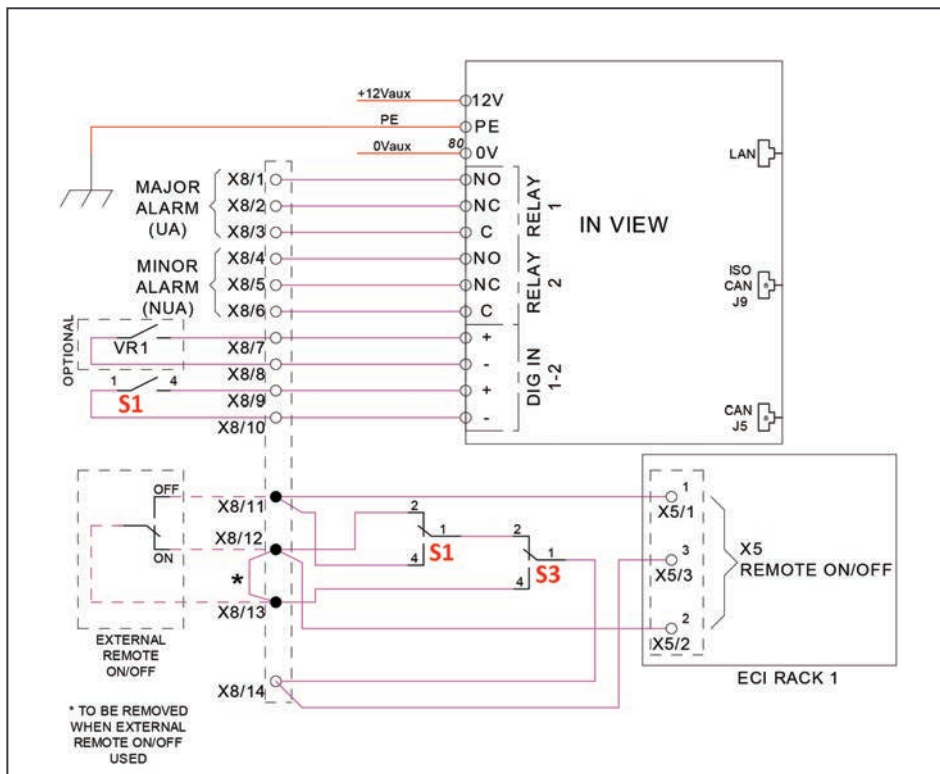 +12Vaux
12V
PE
PE
0Vaux
80
0V
LAN
MAJOR
ALARM
(UA)
X8/1
X8/2
X8/3
NO
NC
C
RELAY
1
IN VIEW
MINOR
ALARM
(NUA)
X8/4
X8/5
X8/6
NO
NC
C
RELAY
2
ISO
CAN
J9
OPTIONAL
VR1
X8/7
X8/8
+
-
1
4
S1
X8/9
X8/10
+
-
DIG IN
1-2
CAN
J5
OFF
ON
X8/11
X8/12
*
X8/13
X8/14
EXTERNAL
REMOTE
ON/OFF
* TO BE REMOVED
WHEN EXTERNAL
REMOTE ON/OFF
USED
2
1
4
S1
2
1
4
S3
1
X5/1
3
X5/3
2
X5/2
X5
REMOTE ON/OFF
ECI RACK 1